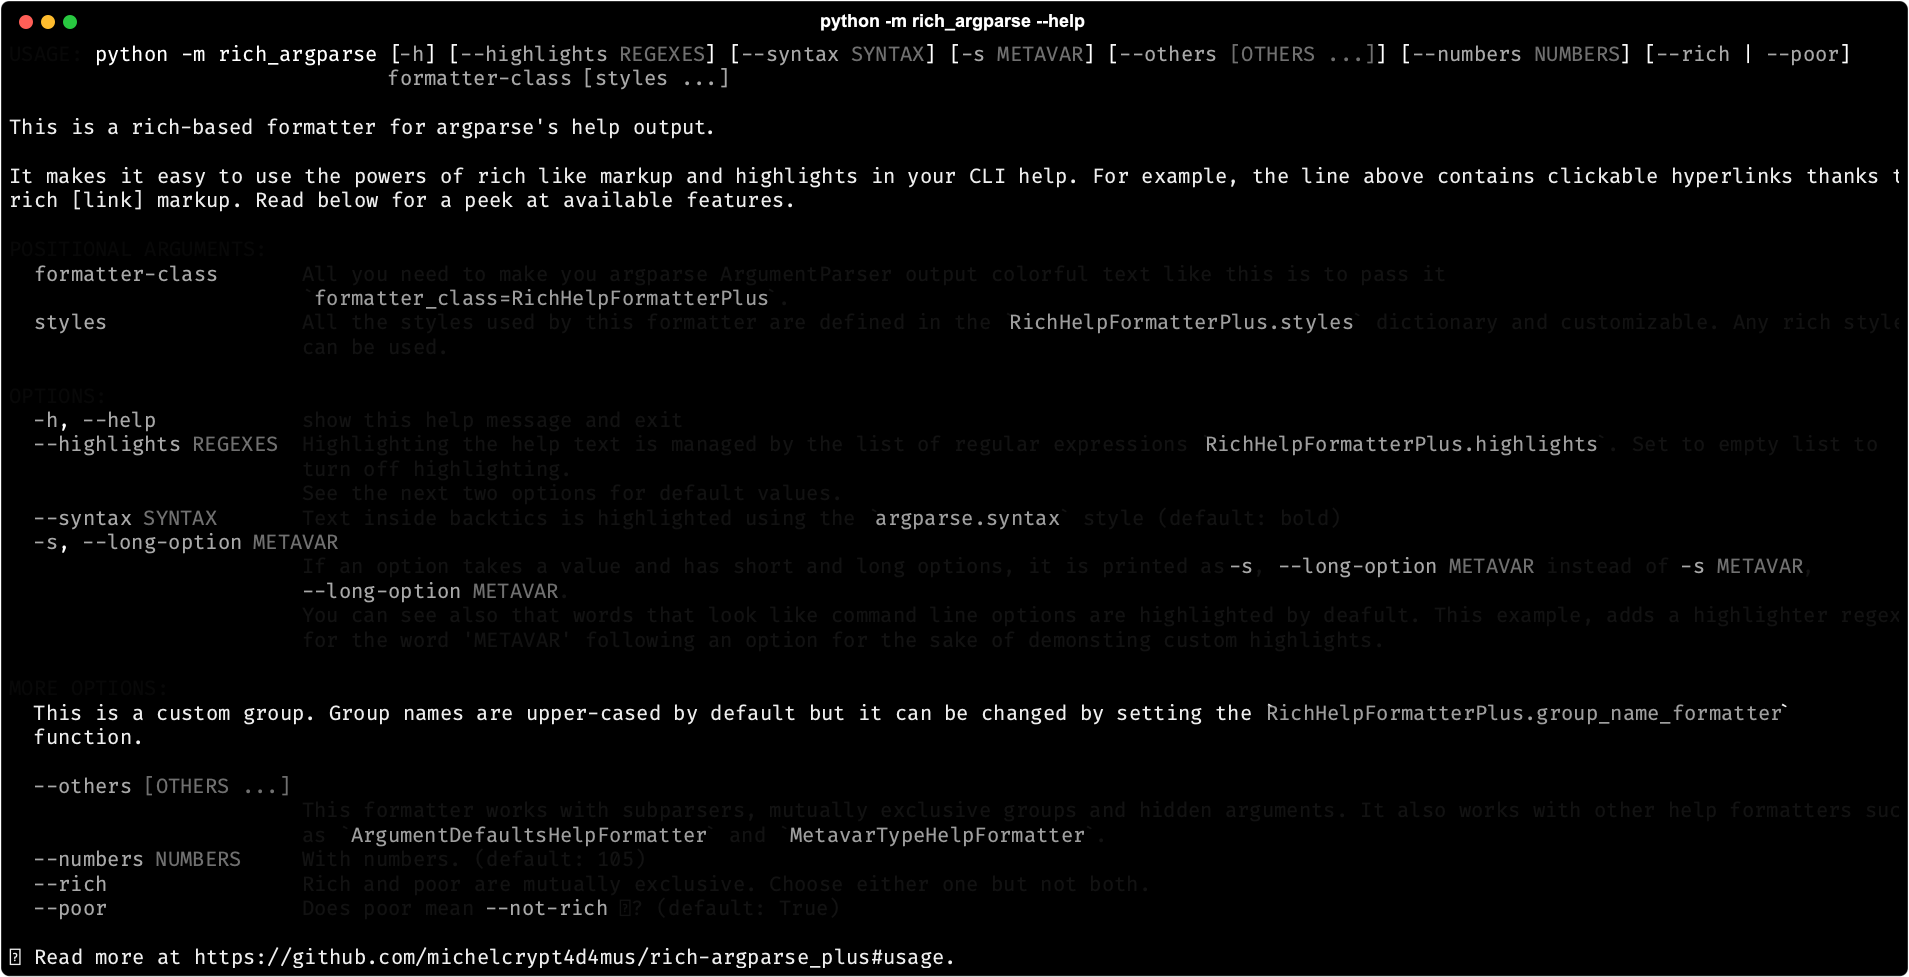 python -m rich_argparse --help
USAGE: python -m rich_argparse [-h] [--highlights REGEXES] [--syntax SYNTAX] [-s METAVAR] [--others [OTHERS ...]] [--numbers NUMBERS] [--rich | --poor]
formatter-class [styles ...]
This is a rich-based formatter for argparse's help output.
It makes it easy to use the powers of rich like markup and highlights in your CLI help. For example, the line above contains clickable hyperlinks thanks t
rich [link] markup. Read below for a peek at available features.
POSITIONAL ARGUMENTS:
formatter-class All you need to make you argparse ArgumentParser output colorful text like this is to pass it
`formatter_class=RichHelpFormatterPlus`.
styles All the styles used by this formatter are defined in the `RichHelpFormatterPlus.styles` dictionary and customizable. Any rich style
can be used.
OPTIONS:
-h, --help show this help message and exit
--highlights REGEXES Highlighting the help text is managed by the list of regular expressions `RichHelpFormatterPlus.highlights`. Set to empty list to
turn off highlighting.
See the next two options for default values.
--syntax SYNTAX Text inside backtics is highlighted using the `argparse.syntax` style (default: bold)
-s, --long-option METAVAR
If an option takes a value and has short and long options, it is printed as -s, --long-option METAVAR instead of -s METAVAR,
--long-option METAVAR.
You can see also that words that look like command line options are highlighted by deafult. This example, adds a highlighter regex
for the word 'METAVAR' following an option for the sake of demonsting custom highlights.
MORE OPTIONS:
This is a custom group. Group names are upper-cased by default but it can be changed by setting the `RichHelpFormatterPlus.group_name_formatter`
function.
--others [OTHERS ...]
This formatter works with subparsers, mutually exclusive groups and hidden arguments. It also works with other help formatters suc
as `ArgumentDefaultsHelpFormatter` and `MetavarTypeHelpFormatter`.
--numbers NUMBERS With numbers. (default: 105)
--rich Rich and poor are mutually exclusive. Choose either one but not both.
--poor Does poor mean --not-rich ? (default: True)
Read more at https://github.com/michelcrypt4d4mus/rich-argparse_plus#usage.